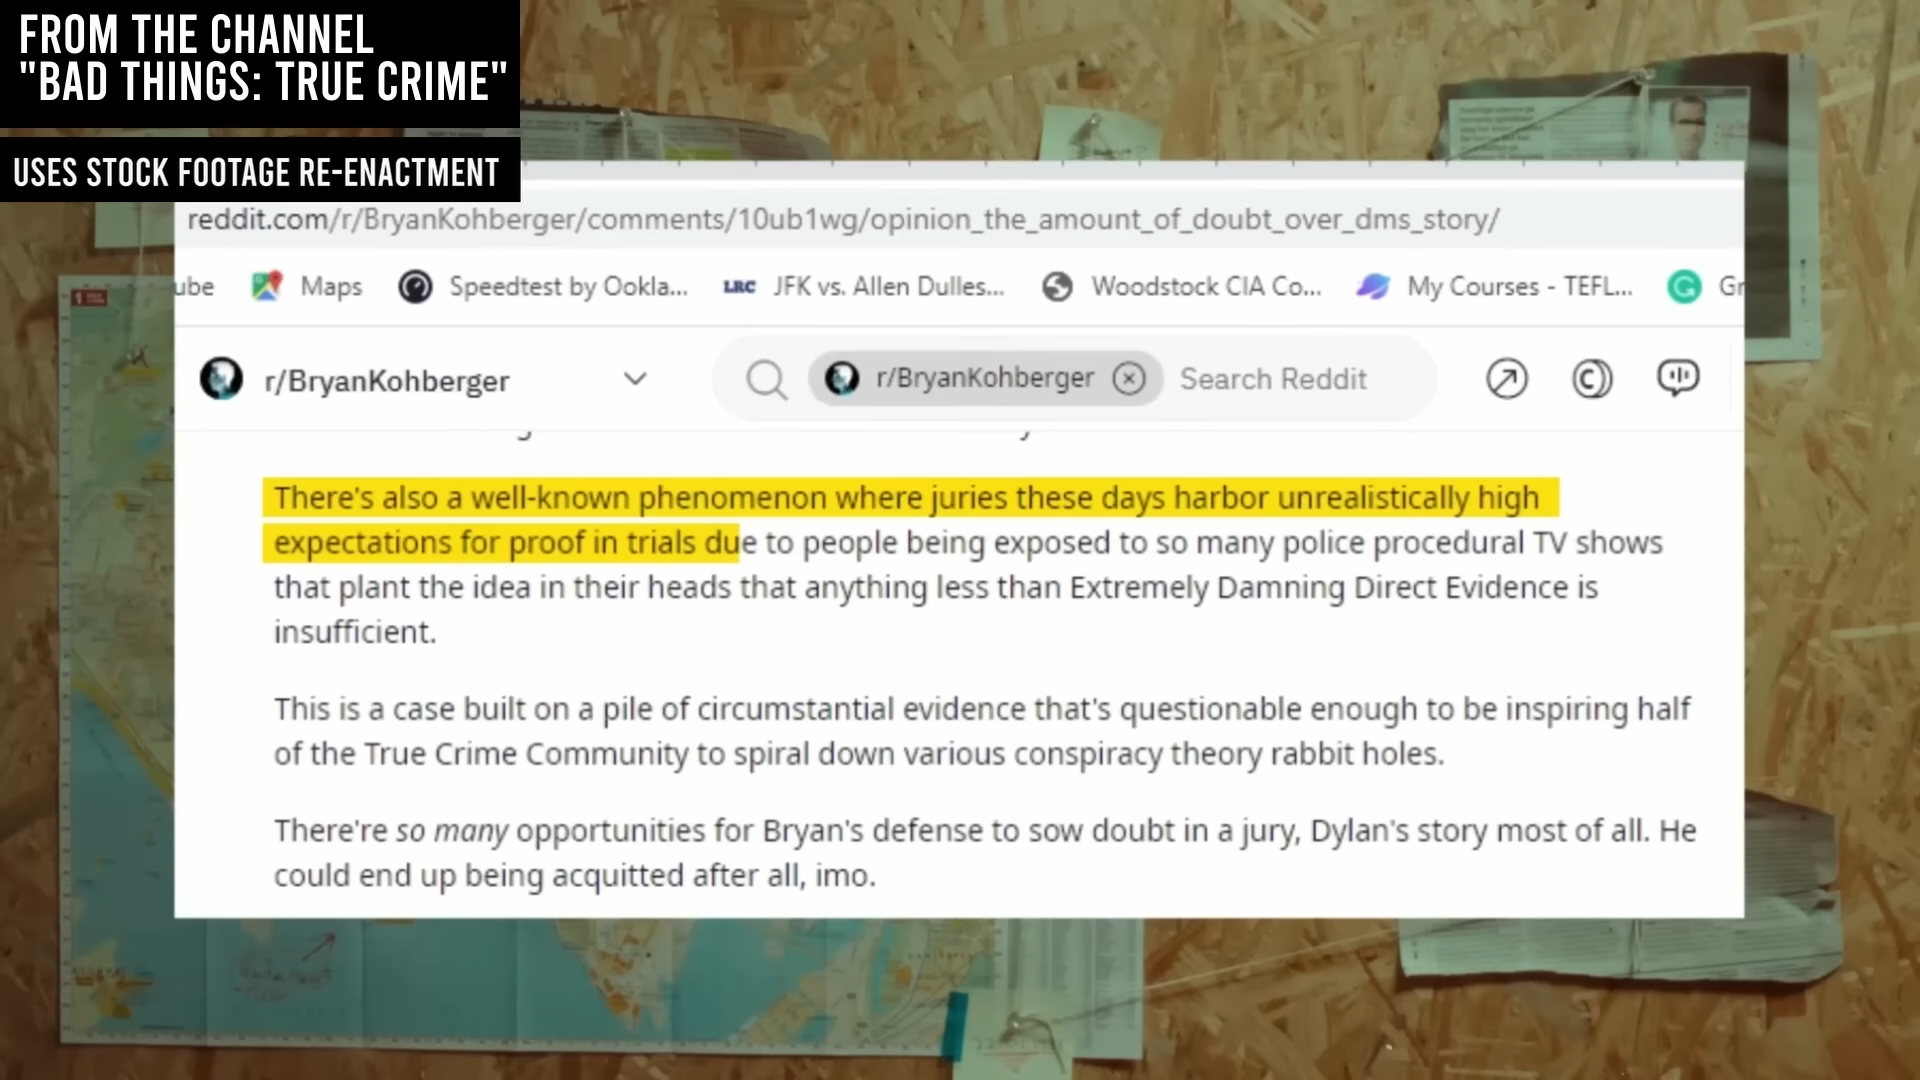 FROM THE CHANNEL
"BAD THINGS: TRUE CRIME"
USES STOCK FOOTAGE RE-ENACTMENT
reddit.com/r/BryanKohberger/comments/10ub1wg/opinion_the_amount_of_doubt_over_dms_story/
ube Maps Speedtest by Ookla... LRC JFK vs. Allen Dulles... Woodstock CIA Co... My Courses - TEFL... Gr
r/BryanKohberger r/BryanKohberger Search Reddit
There's also a well-known phenomenon where juries these days harbor unrealistically high
expectations for proof in trials due to people being exposed to so many police procedural TV shows
that plant the idea in their heads that anything less than Extremely Damning Direct Evidence is
insufficient.
This is a case built on a pile of circumstantial evidence that's questionable enough to be inspiring half
of the True Crime Community to spiral down various conspiracy theory rabbit holes.
There're so many opportunities for Bryan's defense to sow doubt in a jury, Dylan's story most of all. He
could end up being acquitted after all, imo.